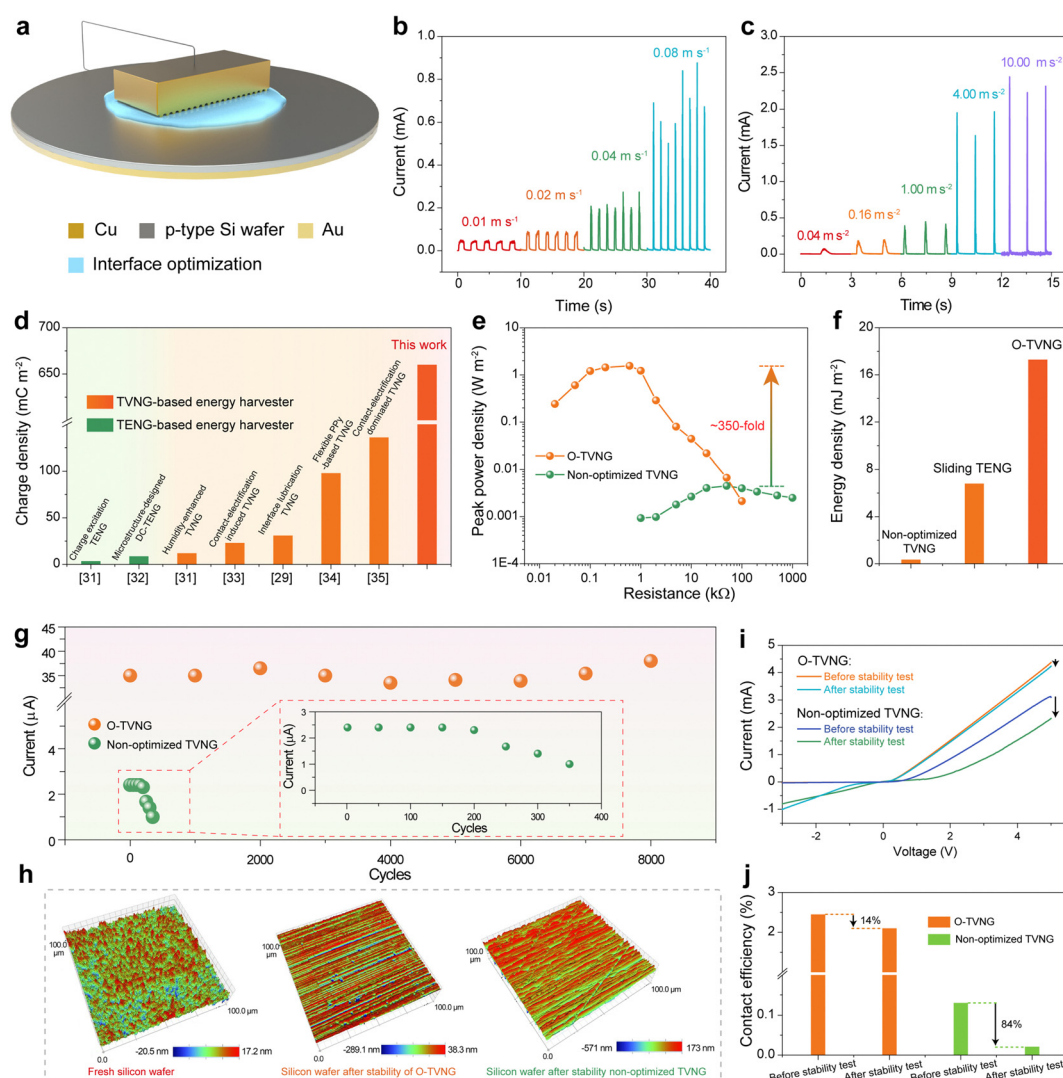 a
Cu
p-type Si wafer
Au
Interface optimization
b
Current (mA)
1.0
0.8
0.6
0.4
0.2
0.0
0.01 m s⁻¹
0.02 m s⁻¹
0.04 m s⁻¹
0.08 m s⁻¹
0 10 20 30 40
Time (s)
c
Current (mA)
3.0
2.5
2.0
1.5
1.0
0.5
0.0
0.04 m s⁻²
0.16 m s⁻²
1.00 m s⁻²
4.00 m s⁻²
10.00 m s⁻²
0 3 6 9 12 15
Time (s)
d
Charge density (mC m⁻²)
700
650
100
50
0
This work
TVNG-based energy harvester
TENG-based energy harvester
Charge excitation
TENG
Microstructure-designed
DC-TENG
Humidity-enhanced
TVNG
Contact-electrification
induced TVNG
Interface lubrication
TVNG
Flexible PPy
-based TVNG
Contact-electrification
dominated TVNG
[31] [32] [31] [33] [29] [34] [35]
e
Peak power density (W m⁻²)
10
1
0.1
0.01
0.001
1E-4
~350-fold
O-TVNG
Non-optimized TVNG
0.01 0.1 1 10 100 1000
Resistance (kΩ)
f
Energy density (mJ m⁻²)
20
16
12
8
4
0
O-TVNG
Sliding TENG
Non-optimized
TVNG
g
Current (μA)
45
40
35
4
2
0
O-TVNG
Non-optimized TVNG
Current (μA)
3
2
1
0
0 100 200 300 400
Cycles
0 2000 4000 6000 8000
Cycles
h
100.0
μm
100.0 μm
0.0
-20.5 nm 17.2 nm
Fresh silicon wafer
100.0
μm
100.0 μm
0.0
-289.1 nm 38.3 nm
Silicon wafer after stability of O-TVNG
100.0
μm
100.0 μm
0.0
-571 nm 173 nm
Silicon wafer after stability non-optimized TVNG
i
Current (mA)
5
4
3
2
1
0
-1
O-TVNG:
Before stability test
After stability test
Non-optimized TVNG:
Before stability test
After stability test
-2 0 2 4
Voltage (V)
j
Contact efficiency (%)
3
2
0.1
0.0
14%
84%
O-TVNG
Non-optimized TVNG
Before stability test
After stability test
Before stability test
After stability test